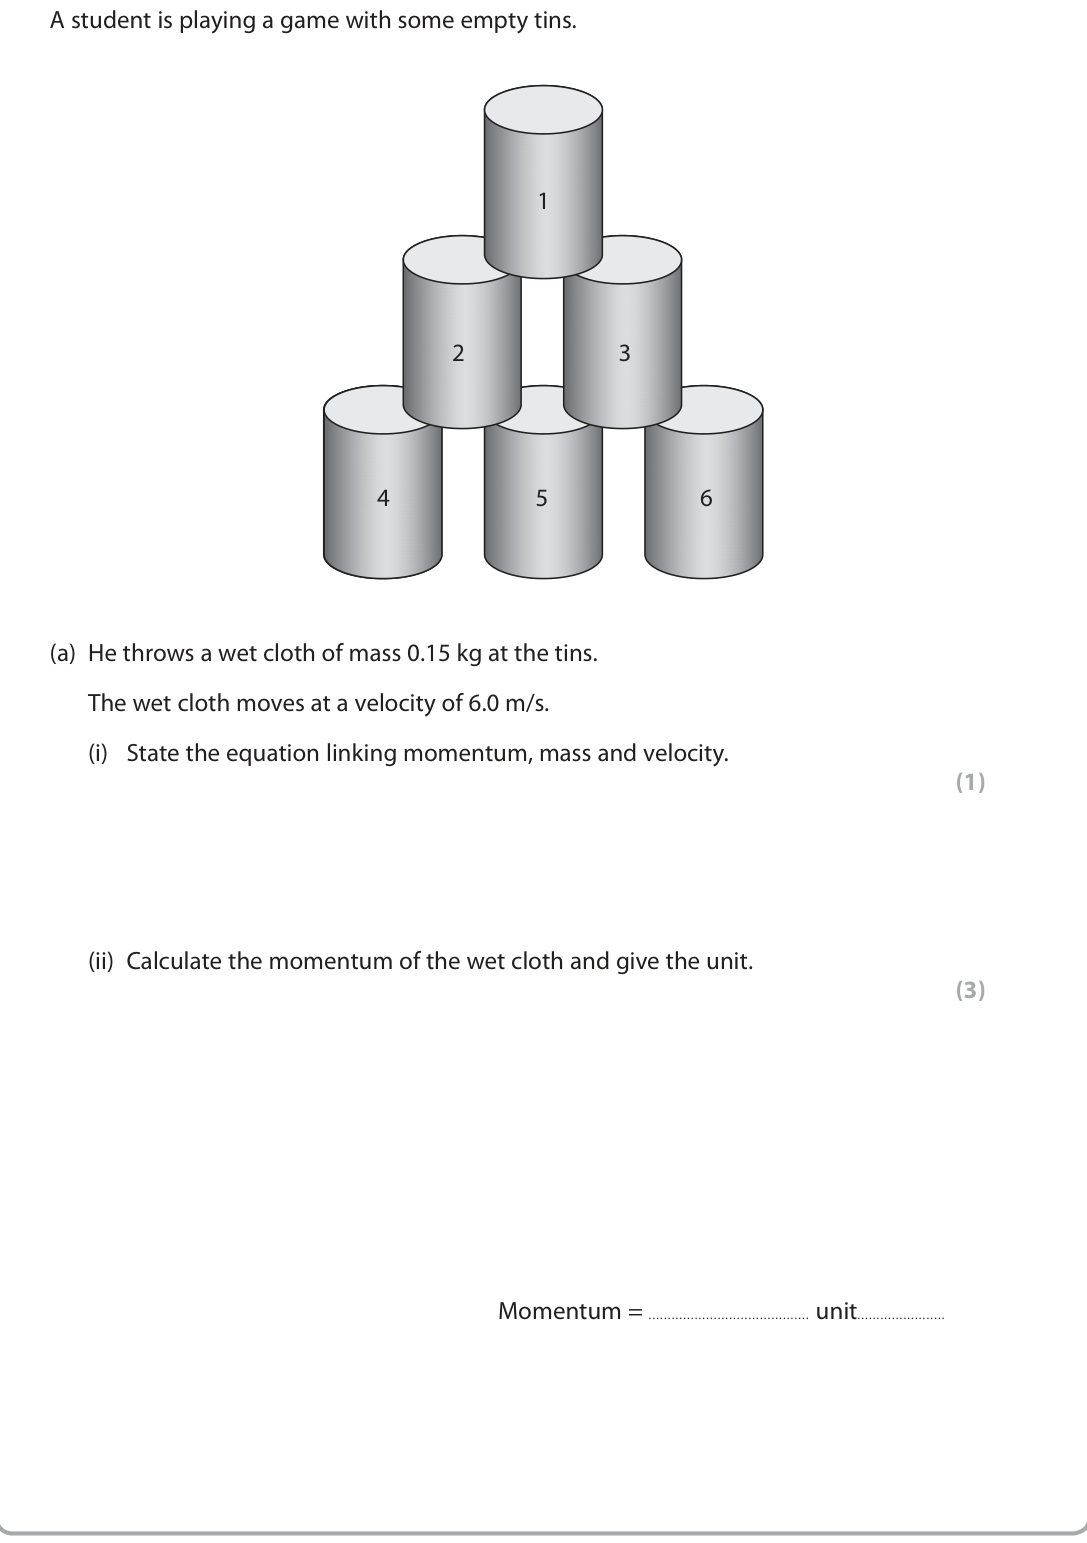 A student is playing a game with some empty tins.
1
2 3
4 5 6
(a) He throws a wet cloth of mass 0.15 kg at the tins.
The wet cloth moves at a velocity of 6.0 m/s.
(i) State the equation linking momentum, mass and velocity.
(1)
(ii) Calculate the momentum of the wet cloth and give the unit.
(3)
Momentum = ........................................... unit.......................